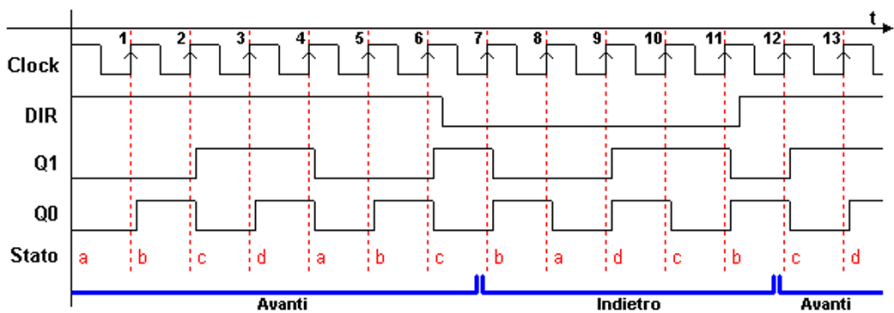 t
1 2 3 4 5 6 7 8 9 10 11 12 13
Clock
DIR
Q1
Q0
Stato a b c d a b c b a d c b c d
Avanti Indietro Avanti